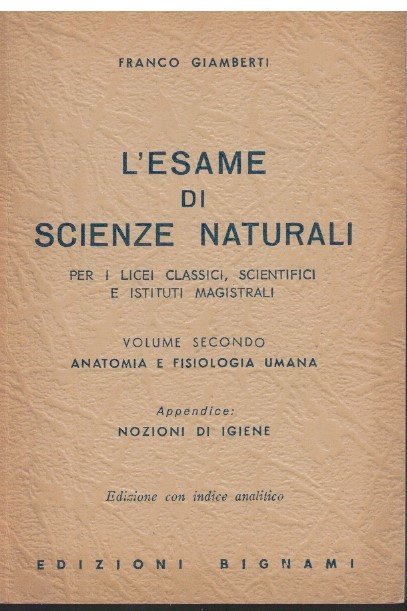 FRANCO GIAMBERTI
L'ESAME
DI
SCIENZE NATURALI
PER I LICEI CLASSICI, SCIENTIFICI
E ISTITUTI MAGISTRALI
VOLUME SECONDO
ANATOMIA E FISIOLOGIA UMANA
Appendice:
NOZIONI DI IGIENE
Edizione con indice analitico
EDIZIONI BIGNAMI